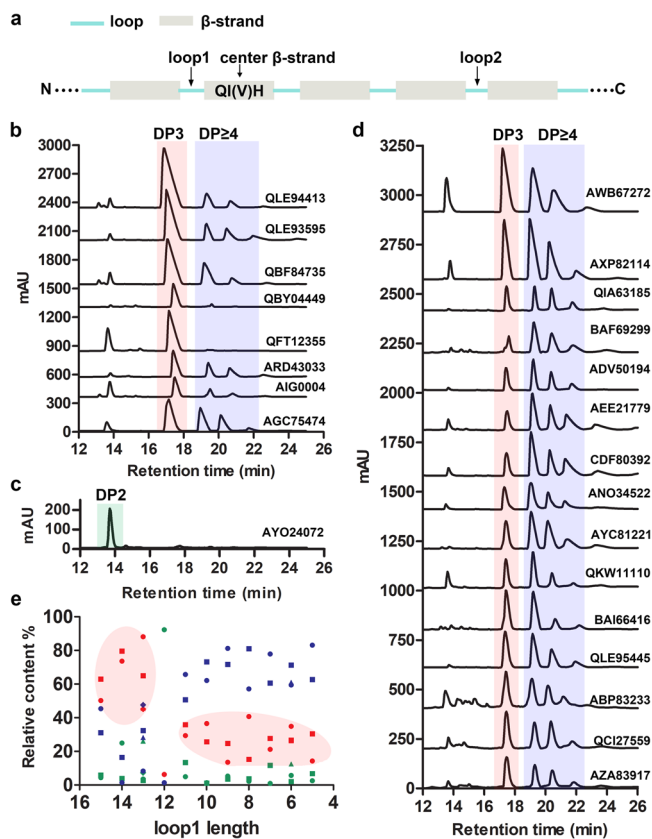 a
loop β-strand
loop1 center β-strand loop2
N QI(V)H C
b
DP3 DP≥4
3000
2700
2400
2100
1800
1500
1200
900
600
300
0
mAU
QLE94413
QLE93595
QBF84735
QBY04449
QFT12355
ARD43033
AIG0004
AGC75474
12 14 16 18 20 22 24 26
Retention time (min)
c
DP2
200
100
0
mAU
AYO24072
12 14 16 18 20 22 24 26
Retention time (min)
d
DP3 DP≥4
3250
3000
2750
2500
2250
2000
1750
1500
1250
1000
750
500
250
0
mAU
AWB67272
AXP82114
QIA63185
BAF69299
ADV50194
AEE21779
CDF80392
ANO34522
AYC81221
QKW11110
BAI66416
QLE95445
ABP83233
QCI27559
AZA83917
12 14 16 18 20 22 24 26
Retention time (min)
e
100
80
60
40
20
0
Relative content %
16 14 12 10 8 6 4
loop1 length